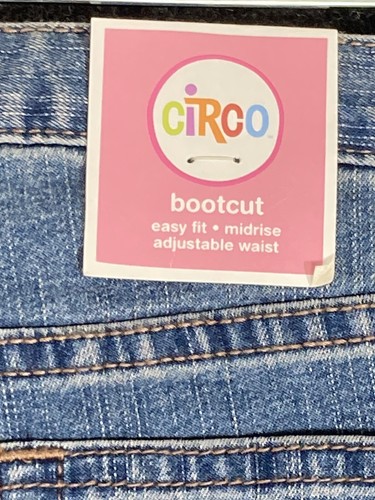 CiRCO
bootcut
easy fit • midrise
adjustable waist